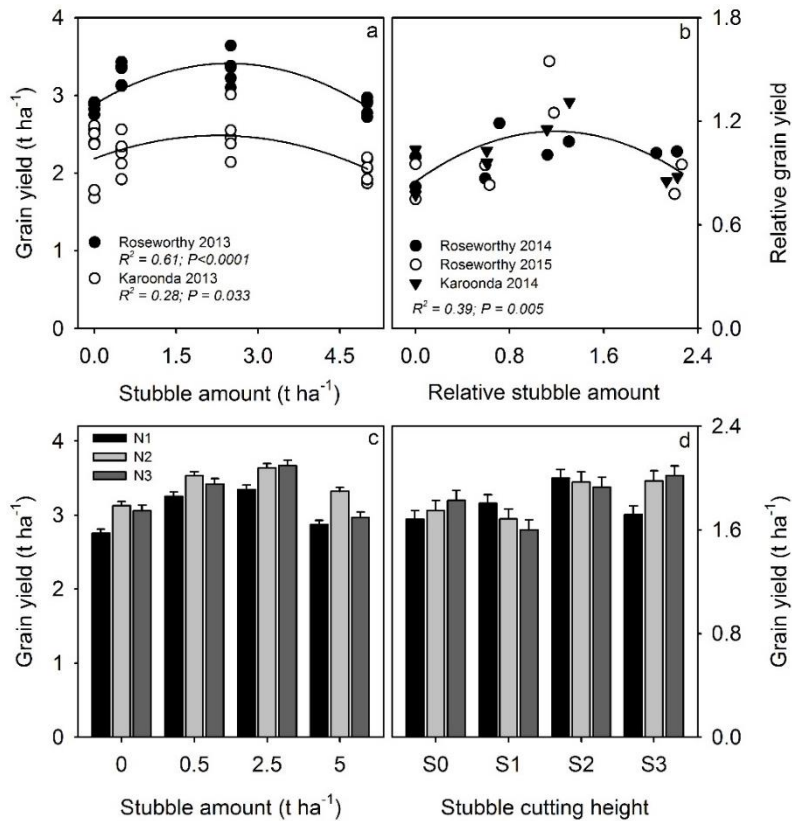 a
4
3
2
1
0
Grain yield (t ha⁻¹)
Roseworthy 2013
R² = 0.61; P<0.0001
Karoonda 2013
R² = 0.28; P = 0.033
0.0 1.5 3.0 4.5
Stubble amount (t ha⁻¹)
b
1.8
1.2
0.6
0.0
Relative grain yield
Roseworthy 2014
Roseworthy 2015
Karoonda 2014
R² = 0.39; P = 0.005
0.0 0.8 1.6 2.4
Relative stubble amount
c
4
3
2
1
0
Grain yield (t ha⁻¹)
N1
N2
N3
0 0.5 2.5 5
Stubble amount (t ha⁻¹)
d
2.4
1.6
0.8
0.0
Grain yield (t ha⁻¹)
S0 S1 S2 S3
Stubble cutting height